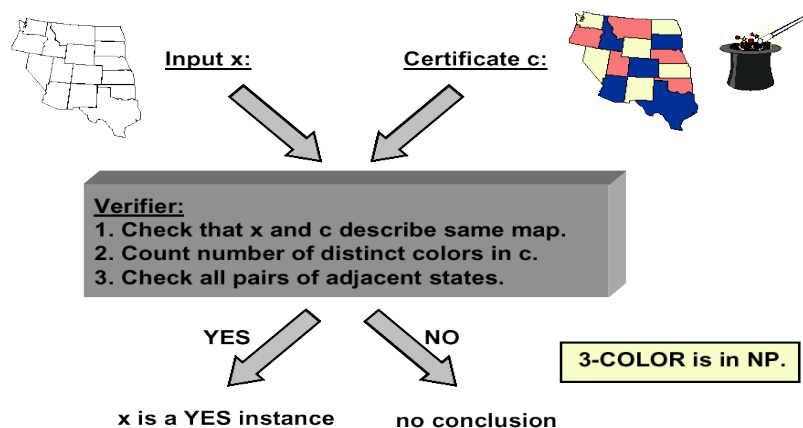 Input x:
Certificate c:
Verifier:
1. Check that x and c describe same map.
2. Count number of distinct colors in c.
3. Check all pairs of adjacent states.
YES
NO
3-COLOR is in NP.
x is a YES instance
no conclusion